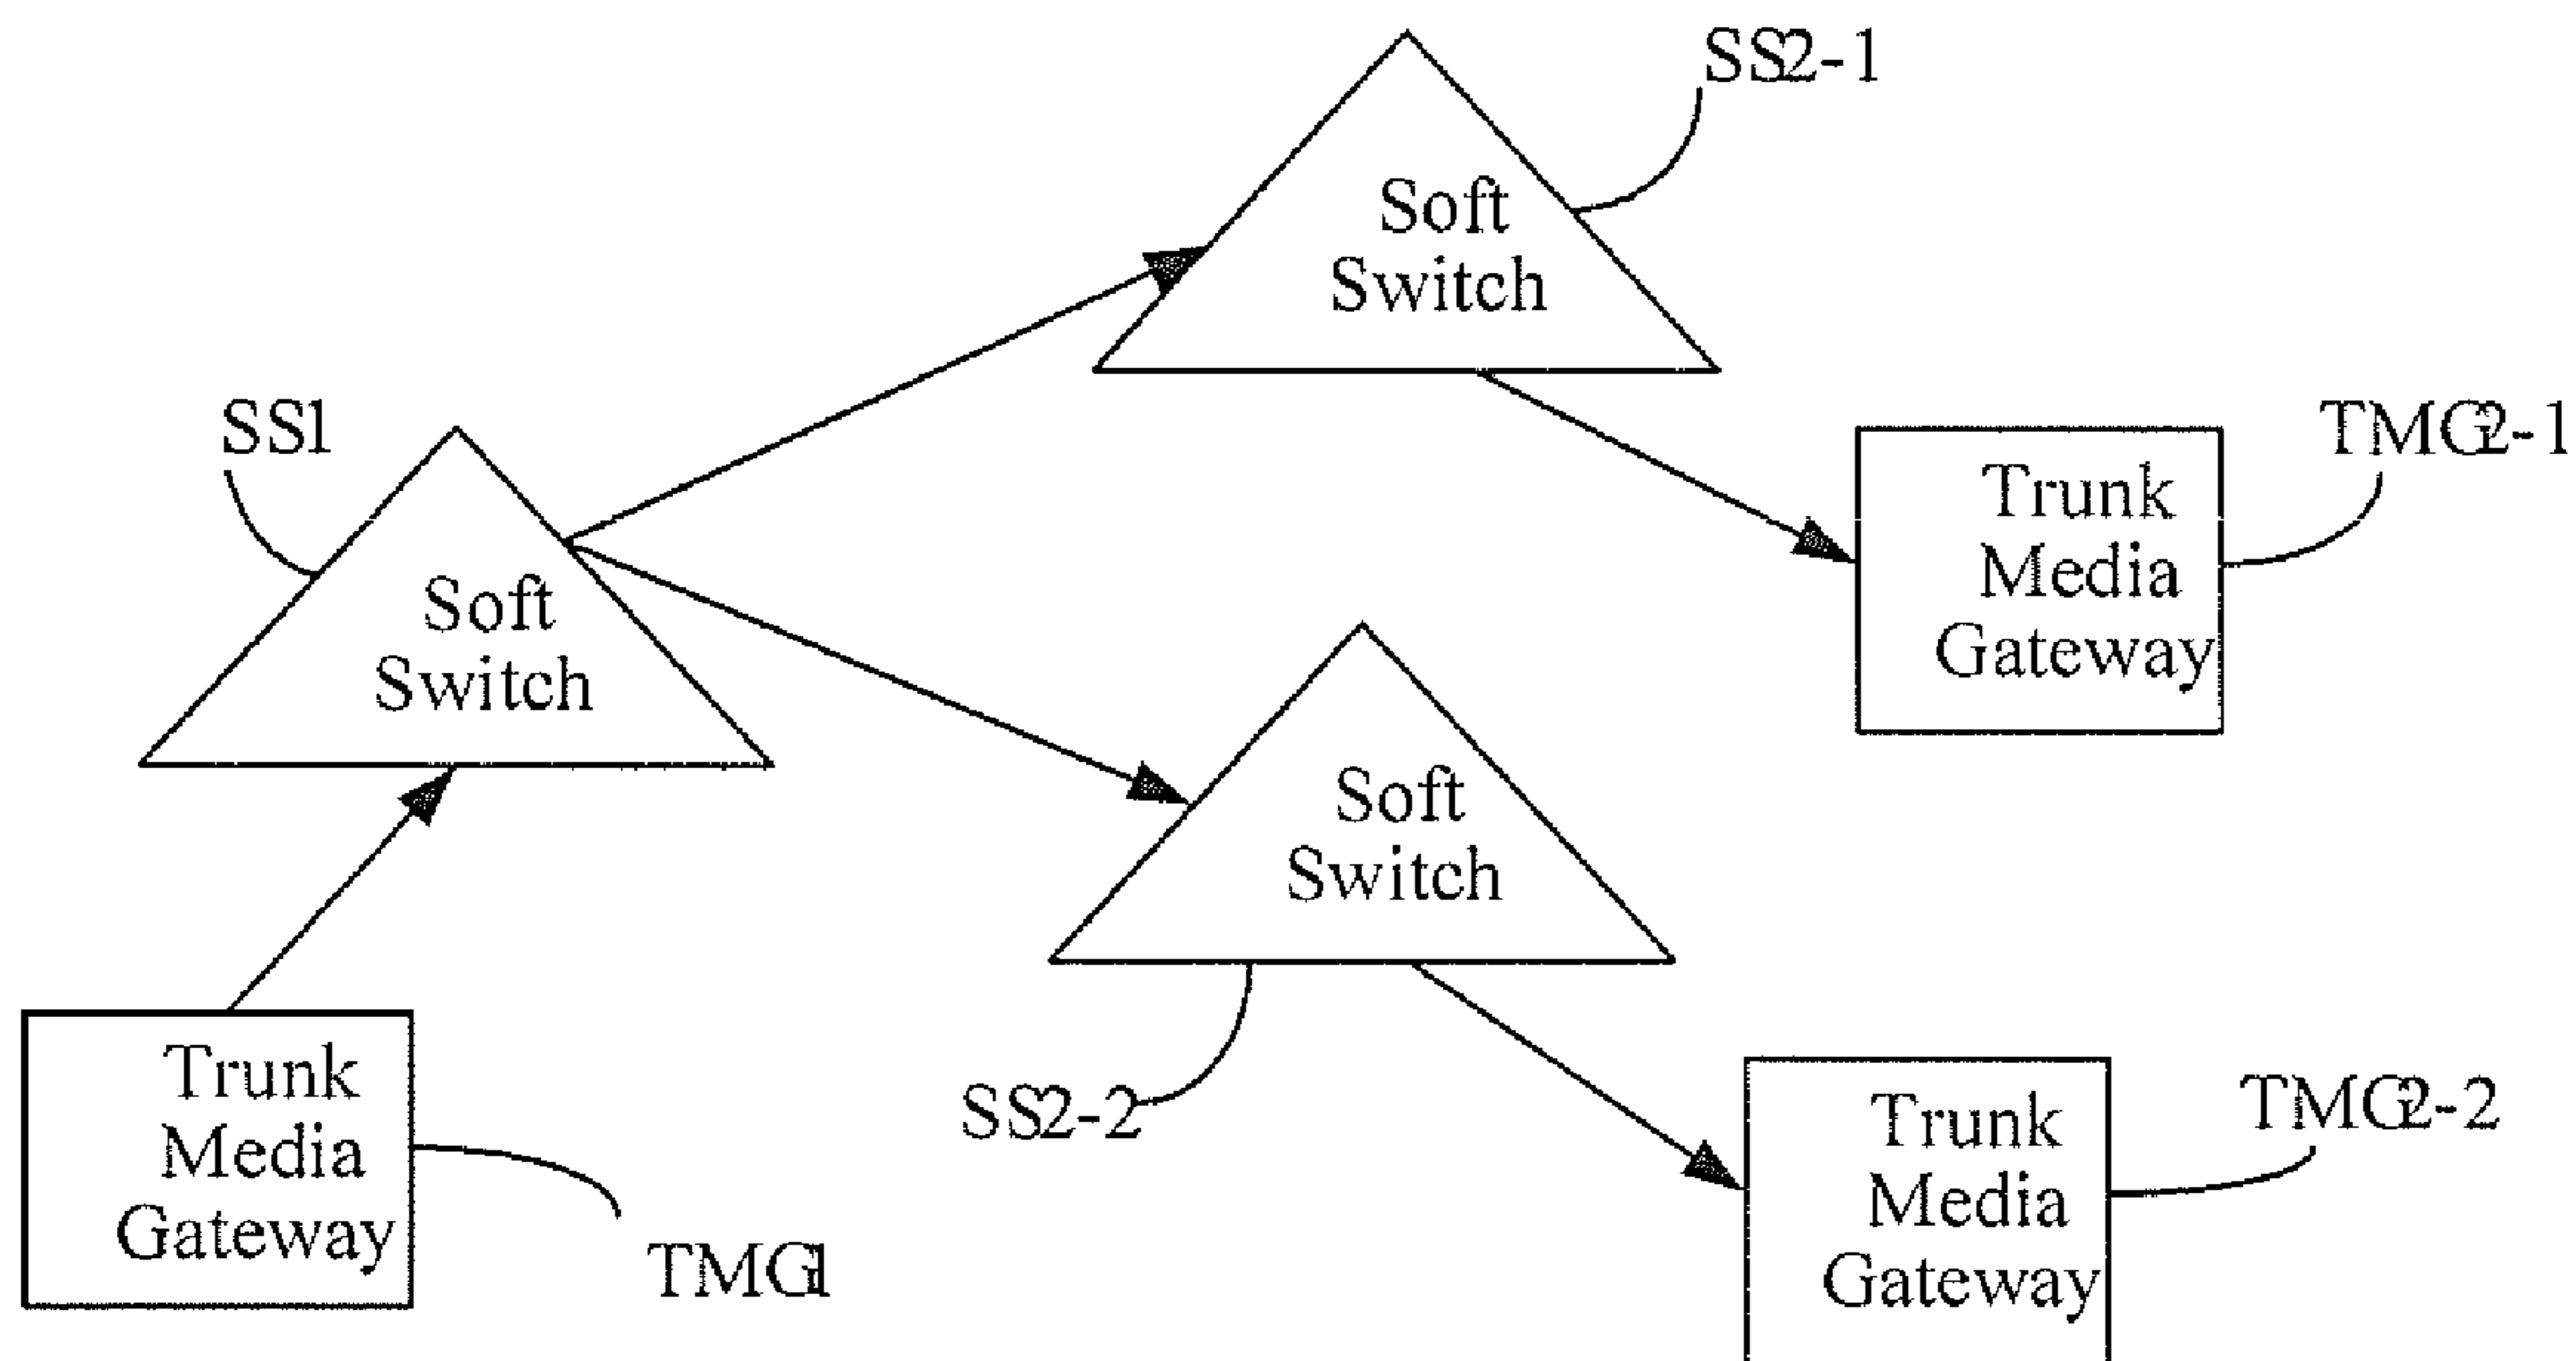 SS2-1
Soft
Switch
SS1
TMG2-1
Trunk
Media
Gateway
Soft
Switch
Soft
Switch
SS2-2
TMG2-2
Trunk
Media
Gateway
Trunk
Media
Gateway
TMG1